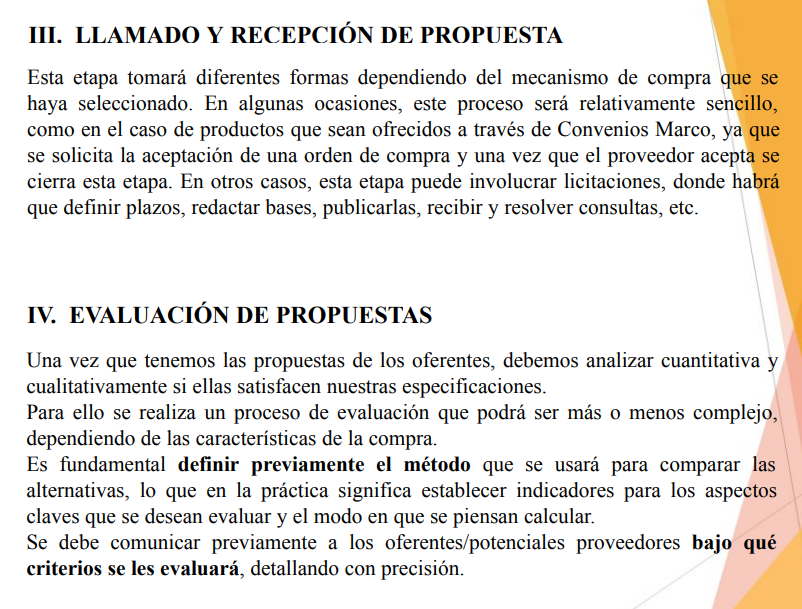 III. LLAMADO Y RECEPCIÓN DE PROPUESTA
Esta etapa tomará diferentes formas dependiendo del mecanismo de compra que se
haya seleccionado. En algunas ocasiones, este proceso será relativamente sencillo,
como en el caso de productos que sean ofrecidos a través de Convenios Marco, ya que
se solicita la aceptación de una orden de compra y una vez que el proveedor acepta se
cierra esta etapa. En otros casos, esta etapa puede involucrar licitaciones, donde habrá
que definir plazos, redactar bases, publicarlas, recibir y resolver consultas, etc.
IV. EVALUACIÓN DE PROPUESTAS
Una vez que tenemos las propuestas de los oferentes, debemos analizar cuantitativa y
cualitativamente si ellas satisfacen nuestras especificaciones.
Para ello se realiza un proceso de evaluación que podrá ser más o menos complejo,
dependiendo de las características de la compra.
Es fundamental definir previamente el método que se usará para comparar las
alternativas, lo que en la práctica significa establecer indicadores para los aspectos
claves que se desean evaluar y el modo en que se piensan calcular.
Se debe comunicar previamente a los oferentes/potenciales proveedores bajo qué
criterios se les evaluará, detallando con precisión.